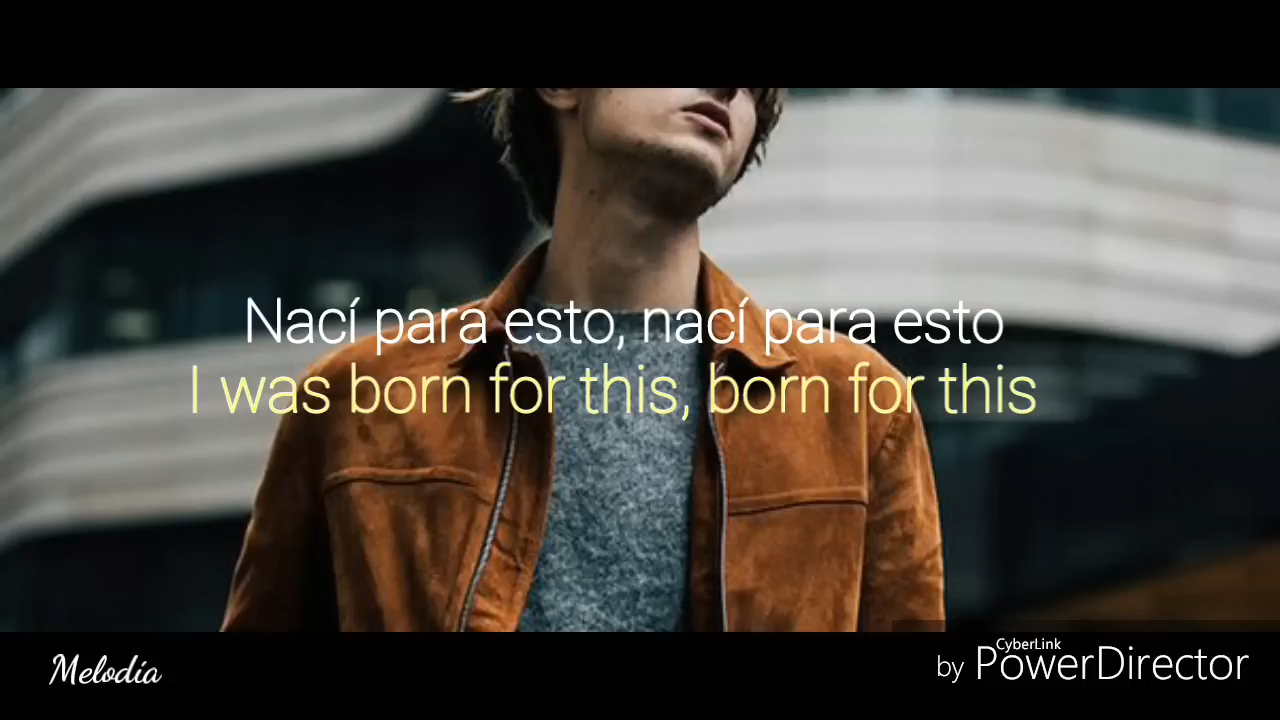 Nací para esto, nací para esto
I was born for this, born for this
Melodía
CyberLink
by PowerDirector